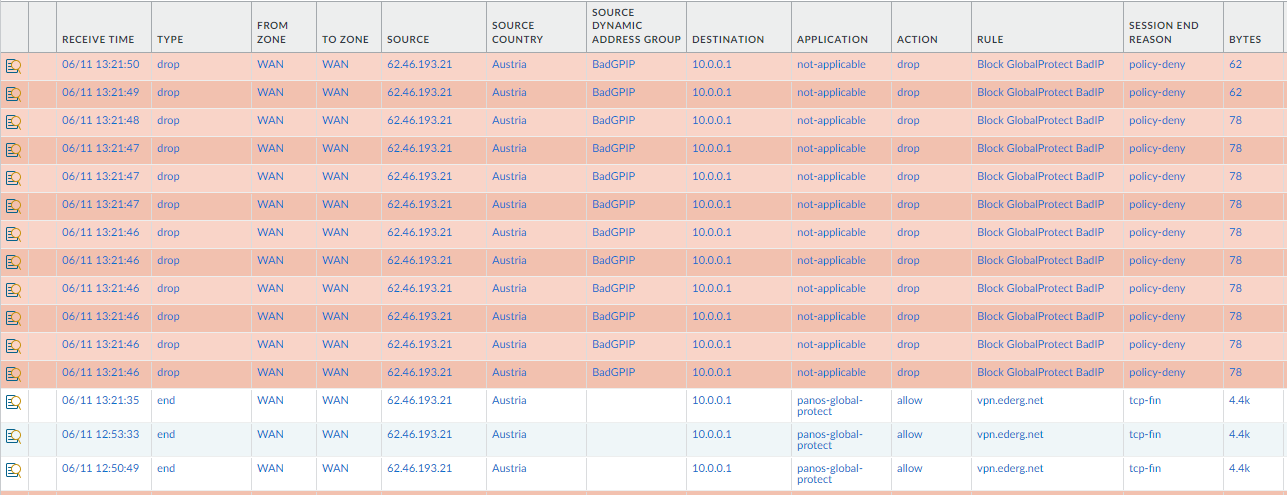 RECEIVE TIME TYPE FROM ZONE TO ZONE SOURCE SOURCE COUNTRY SOURCE DYNAMIC ADDRESS GROUP DESTINATION APPLICATION ACTION RULE SESSION END REASON BYTES
06/11 13:21:50 drop WAN WAN 62.46.193.21 Austria BadGPIP 10.0.0.1 not-applicable drop Block GlobalProtect BadIP policy-deny 62
06/11 13:21:49 drop WAN WAN 62.46.193.21 Austria BadGPIP 10.0.0.1 not-applicable drop Block GlobalProtect BadIP policy-deny 62
06/11 13:21:48 drop WAN WAN 62.46.193.21 Austria BadGPIP 10.0.0.1 not-applicable drop Block GlobalProtect BadIP policy-deny 78
06/11 13:21:47 drop WAN WAN 62.46.193.21 Austria BadGPIP 10.0.0.1 not-applicable drop Block GlobalProtect BadIP policy-deny 78
06/11 13:21:47 drop WAN WAN 62.46.193.21 Austria BadGPIP 10.0.0.1 not-applicable drop Block GlobalProtect BadIP policy-deny 78
06/11 13:21:47 drop WAN WAN 62.46.193.21 Austria BadGPIP 10.0.0.1 not-applicable drop Block GlobalProtect BadIP policy-deny 78
06/11 13:21:46 drop WAN WAN 62.46.193.21 Austria BadGPIP 10.0.0.1 not-applicable drop Block GlobalProtect BadIP policy-deny 78
06/11 13:21:46 drop WAN WAN 62.46.193.21 Austria BadGPIP 10.0.0.1 not-applicable drop Block GlobalProtect BadIP policy-deny 78
06/11 13:21:46 drop WAN WAN 62.46.193.21 Austria BadGPIP 10.0.0.1 not-applicable drop Block GlobalProtect BadIP policy-deny 78
06/11 13:21:46 drop WAN WAN 62.46.193.21 Austria BadGPIP 10.0.0.1 not-applicable drop Block GlobalProtect BadIP policy-deny 78
06/11 13:21:46 drop WAN WAN 62.46.193.21 Austria BadGPIP 10.0.0.1 not-applicable drop Block GlobalProtect BadIP policy-deny 78
06/11 13:21:46 drop WAN WAN 62.46.193.21 Austria BadGPIP 10.0.0.1 not-applicable drop Block GlobalProtect BadIP policy-deny 78
06/11 13:21:35 end WAN WAN 62.46.193.21 Austria 10.0.0.1 panos-global-protect allow vpn.ederg.net tcp-fin 4.4k
06/11 12:53:33 end WAN WAN 62.46.193.21 Austria 10.0.0.1 panos-global-protect allow vpn.ederg.net tcp-fin 4.4k
06/11 12:50:49 end WAN WAN 62.46.193.21 Austria 10.0.0.1 panos-global-protect allow vpn.ederg.net tcp-fin 4.4k